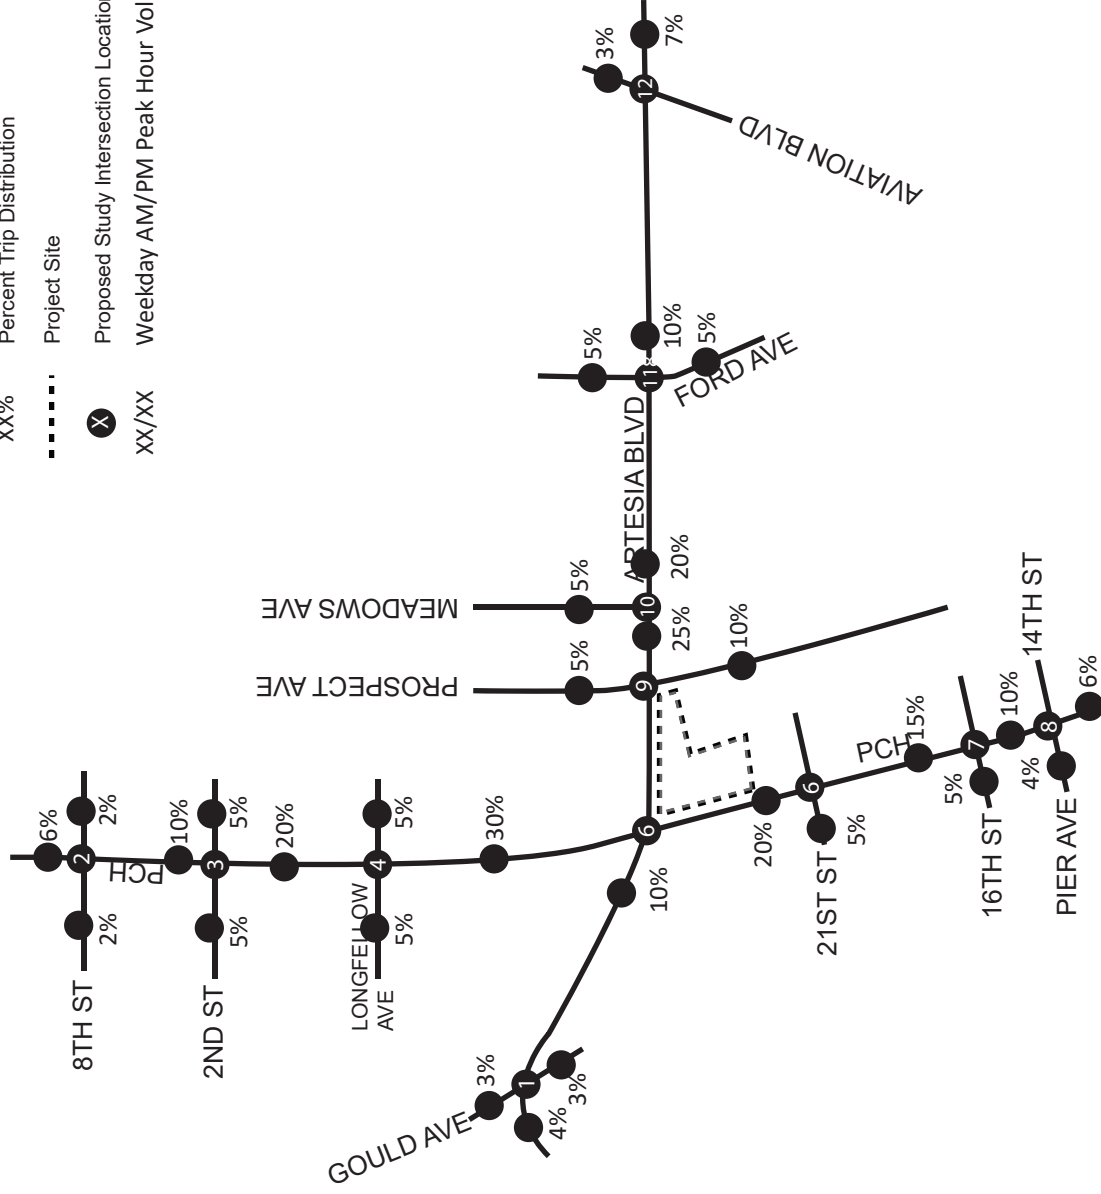 XX% Percent Trip Distribution
Project Site
X Proposed Study Intersection Location
XX/XX Weekday AM/PM Peak Hour Vol
3%
7%
12
AVIATION BLVD
5%
10%
11
x
5%
FORD AVE
ARTESIA BLVD
MEADOWS AVE
5%
10
20%
25%
PROSPECT AVE
5%
9
10%
14TH ST
6%
8
10%
7
15%
PCH
5%
4%
16TH ST
PIER AVE
6
20%
5%
21ST ST
6%
2%
2
2%
PCH
8TH ST
10%
5%
3
5%
2ND ST
20%
5%
4
5%
LONGFELLOW
AVE
30%
6
10%
3%
1
3%
4%
GOULD AVE